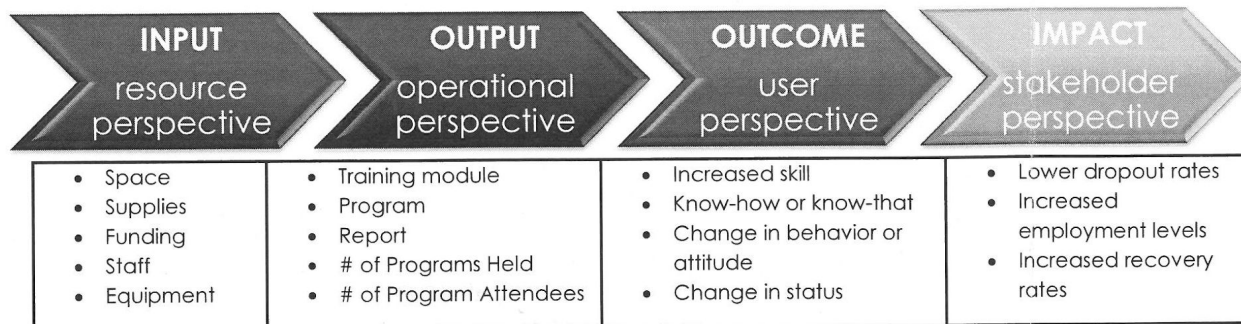 INPUT
resource
perspective
OUTPUT
operational
perspective
OUTCOME
user
perspective
IMPACT
stakeholder
perspective
• Space
• Supplies
• Funding
• Staff
• Equipment
• Training module
• Program
• Report
• # of Programs Held
• # of Program Attendees
• Increased skill
• Know-how or know-that
• Change in behavior or
attitude
• Change in status
• Lower dropout rates
• Increased
employment levels
• Increased recovery
rates